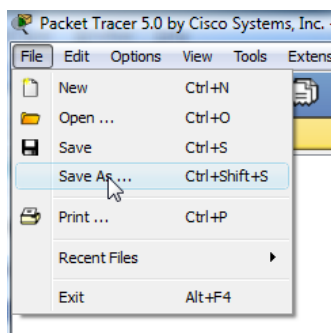 Packet Tracer 5.0 by Cisco Systems, Inc. -
File Edit Options View Tools Extens
New Ctrl+N
Open ... Ctrl+O
Save Ctrl+S
Save As ... Ctrl+Shift+S
Print ... Ctrl+P
Recent Files
Exit Alt+F4